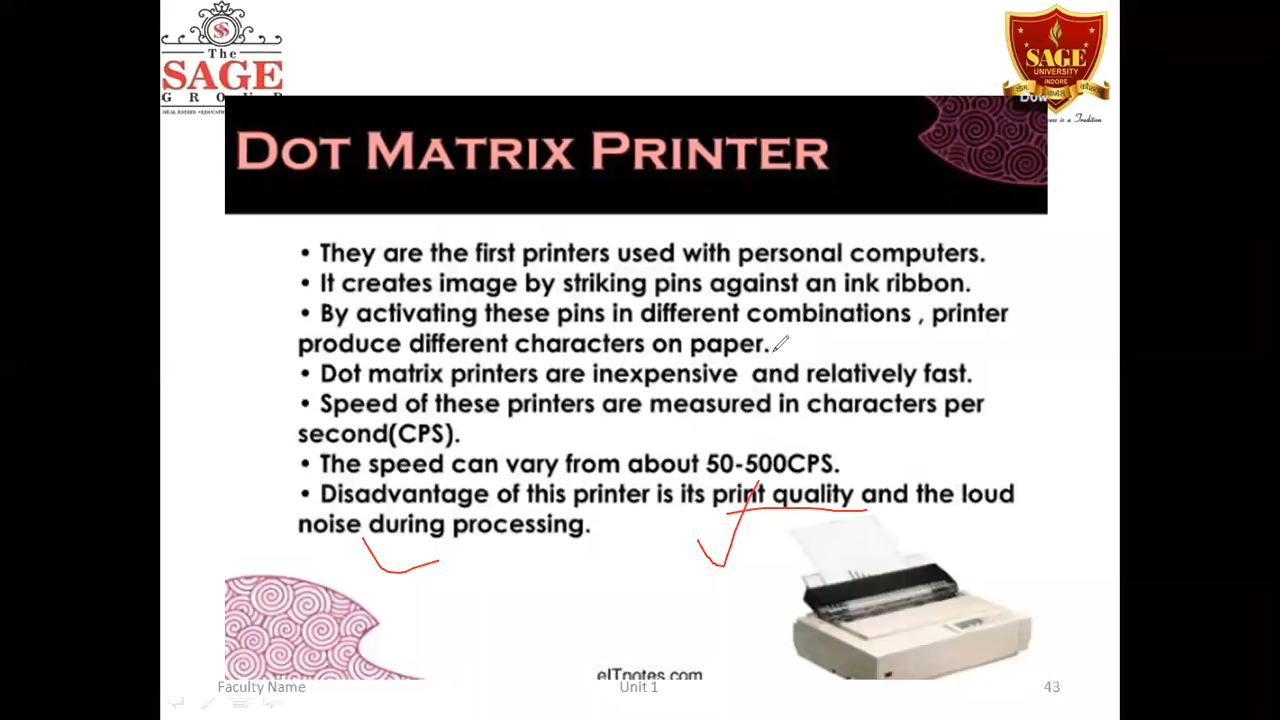 The
SAGE
GROUP
SAGE
UNIVERSITY
INDORE
DOT MATRIX PRINTER
• They are the first printers used with personal computers.
• It creates image by striking pins against an ink ribbon.
• By activating these pins in different combinations , printer
produce different characters on paper.
• Dot matrix printers are inexpensive and relatively fast.
• Speed of these printers are measured in characters per
second(CPS).
• The speed can vary from about 50-500CPS.
• Disadvantage of this printer is its print quality and the loud
noise during processing.
eITnotes.com
Faculty Name
Unit 1
43